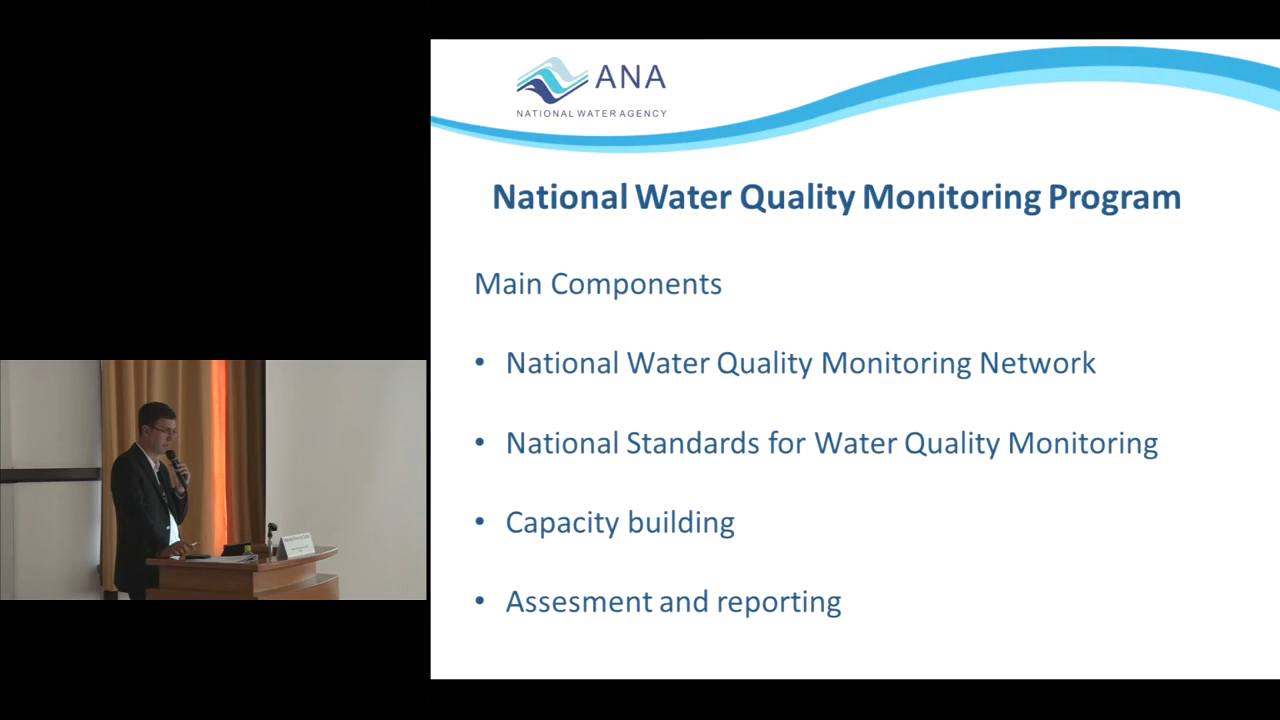 ANA
NATIONAL WATER AGENCY
National Water Quality Monitoring Program
Main Components
• National Water Quality Monitoring Network
• National Standards for Water Quality Monitoring
• Capacity building
• Assesment and reporting